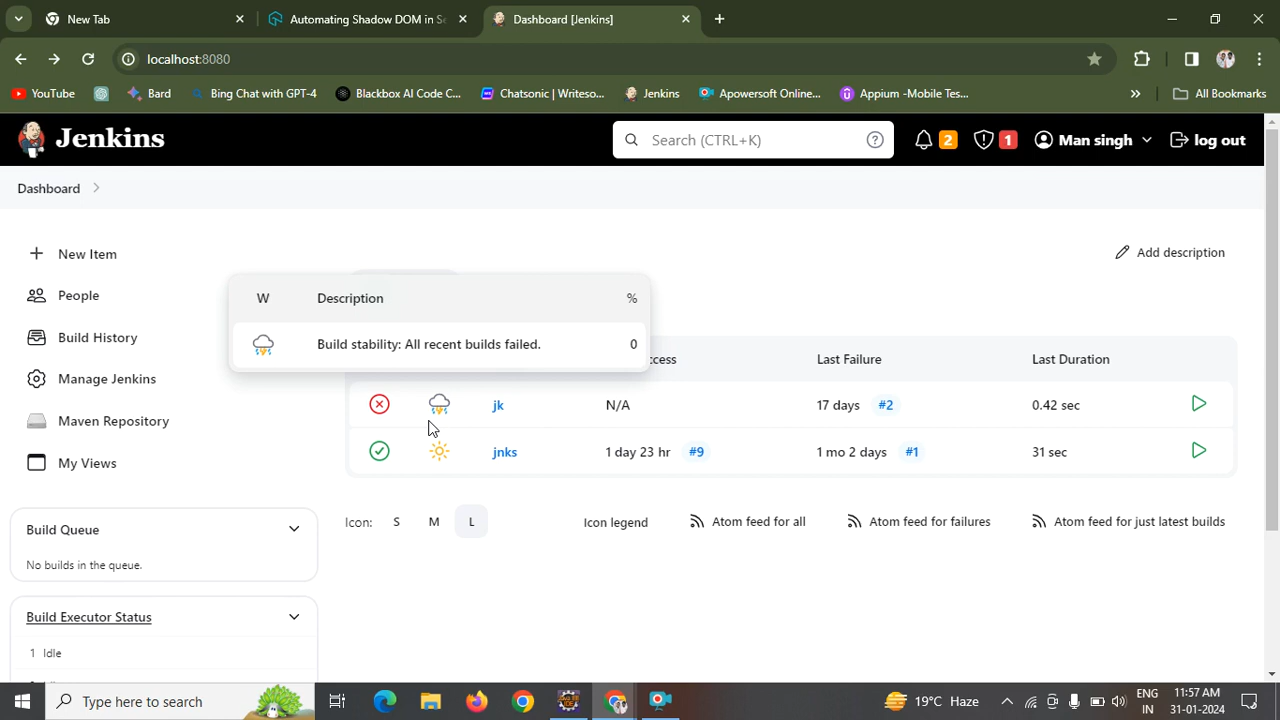 New Tab
Automating Shadow DOM in Se
Dashboard [Jenkins]
localhost:8080
YouTube
Bard
Bing Chat with GPT-4
Blackbox AI Code C...
Chatsonic | Writeso...
Jenkins
Apowersoft Online...
Appium -Mobile Tes...
All Bookmarks
Jenkins
Search (CTRL+K)
2
1
Man singh
log out
Dashboard
New Item
Add description
People
Build History
Manage Jenkins
Maven Repository
My Views
W Description %
Build stability: All recent builds failed. 0
cess Last Failure Last Duration
jk N/A 17 days #2 0.42 sec
jnks 1 day 23 hr #9 1 mo 2 days #1 31 sec
Icon: S M L Icon legend Atom feed for all Atom feed for failures Atom feed for just latest builds
Build Queue
No builds in the queue.
Build Executor Status
1 Idle
Type here to search
19°C Haze
ENG
IN
11:57 AM
31-01-2024